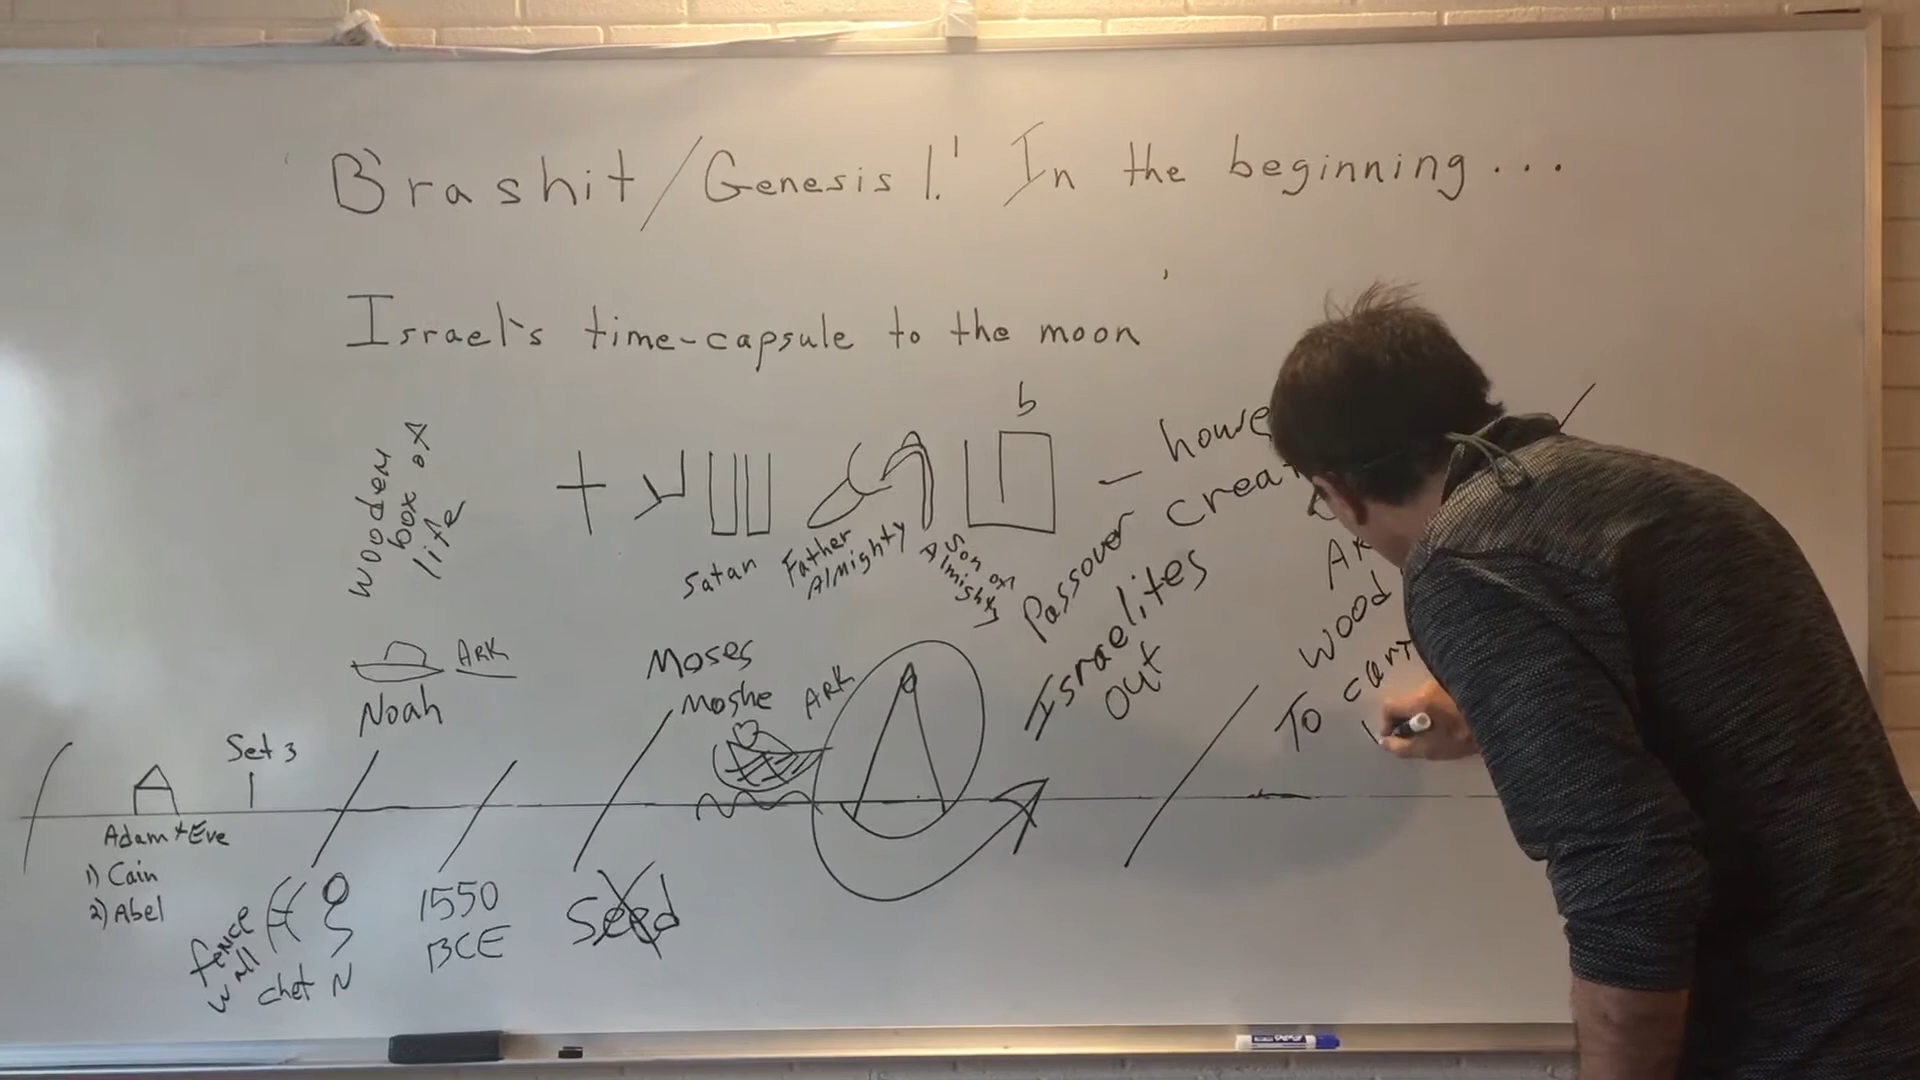 B'rashit/Genesis 1:1 In the beginning...
Israel's time-capsule to the moon
wooden
box of
life
b
Satan
Father
Almighty
Son of
Almighty
house
Passover
Israelites
out
Wood
To
Noah
ARK
Moses
Moshe
ARK
Set 3
Adam + Eve
1) Cain
2) Abel
fence
wall
chet N
1550
BCE
Seed